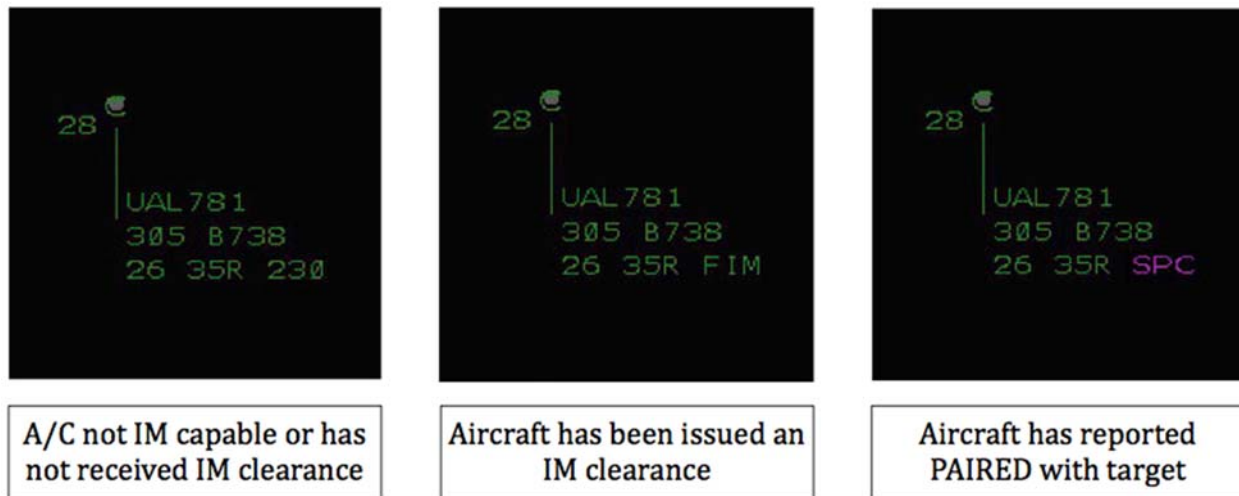 28
UAL781
305 B738
26 35R 230
A/C not IM capable or has
not received IM clearance
28
UAL781
305 B738
26 35R FIM
Aircraft has been issued an
IM clearance
28
UAL781
305 B738
26 35R SPC
Aircraft has reported
PAIRED with target